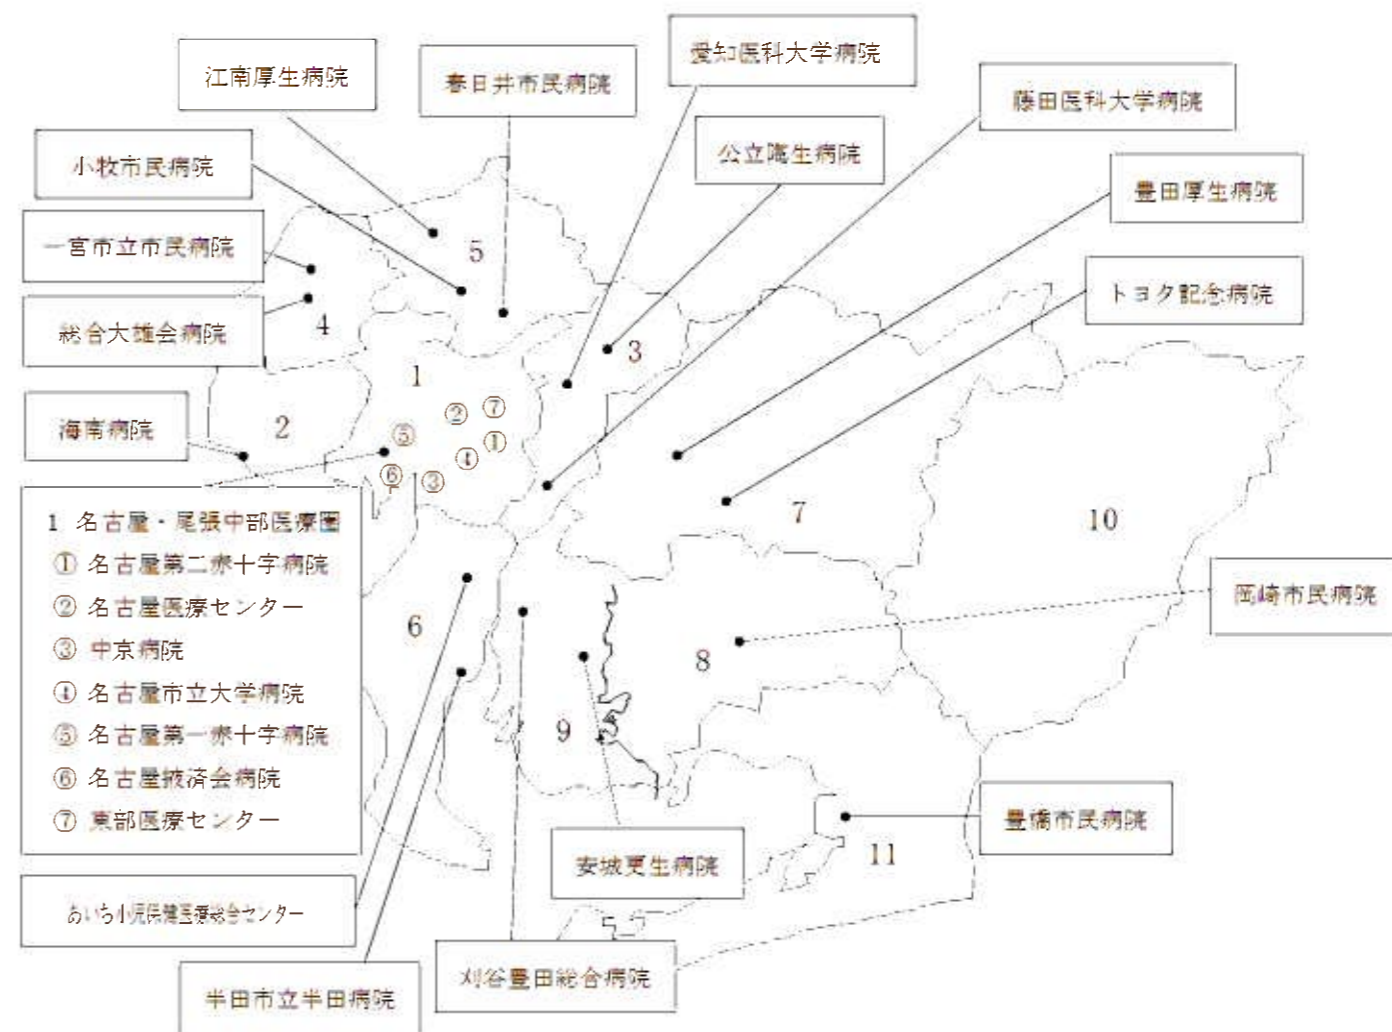 愛知医科大学病院
江南厚生病院
春日井市民病院
藤田医科大学病院
公立陶生病院
小牧市民病院
豊田厚生病院
一宮市立市民病院
5
トヨタ記念病院
総合大雄会病院
4
3
1
海南病院
2
②
⑦
⑤
①
④
⑥
③
7
10
1 名古屋・尾張中部医療圏
① 名古屋第二赤十字病院
② 名古屋医療センター
③ 中京病院
④ 名古屋市立大学病院
⑤ 名古屋第一赤十字病院
⑥ 名古屋掖済会病院
⑦ 東部医療センター
岡崎市民病院
6
8
9
豊橋市民病院
11
安城更生病院
あいち小児保健医療総合センター
刈谷豊田総合病院
半田市立半田病院